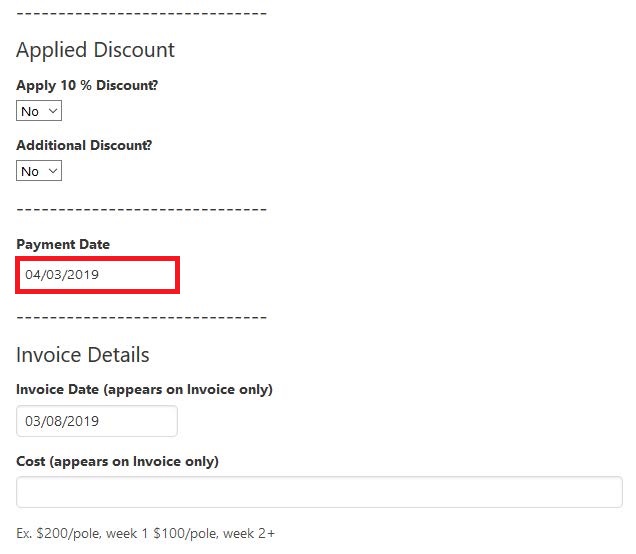 ------------------------------
Applied Discount
Apply 10 % Discount?
No
Additional Discount?
No
------------------------------
Payment Date
04/03/2019
------------------------------
Invoice Details
Invoice Date (appears on Invoice only)
03/08/2019
Cost (appears on Invoice only)
Ex. $200/pole, week 1 $100/pole, week 2+